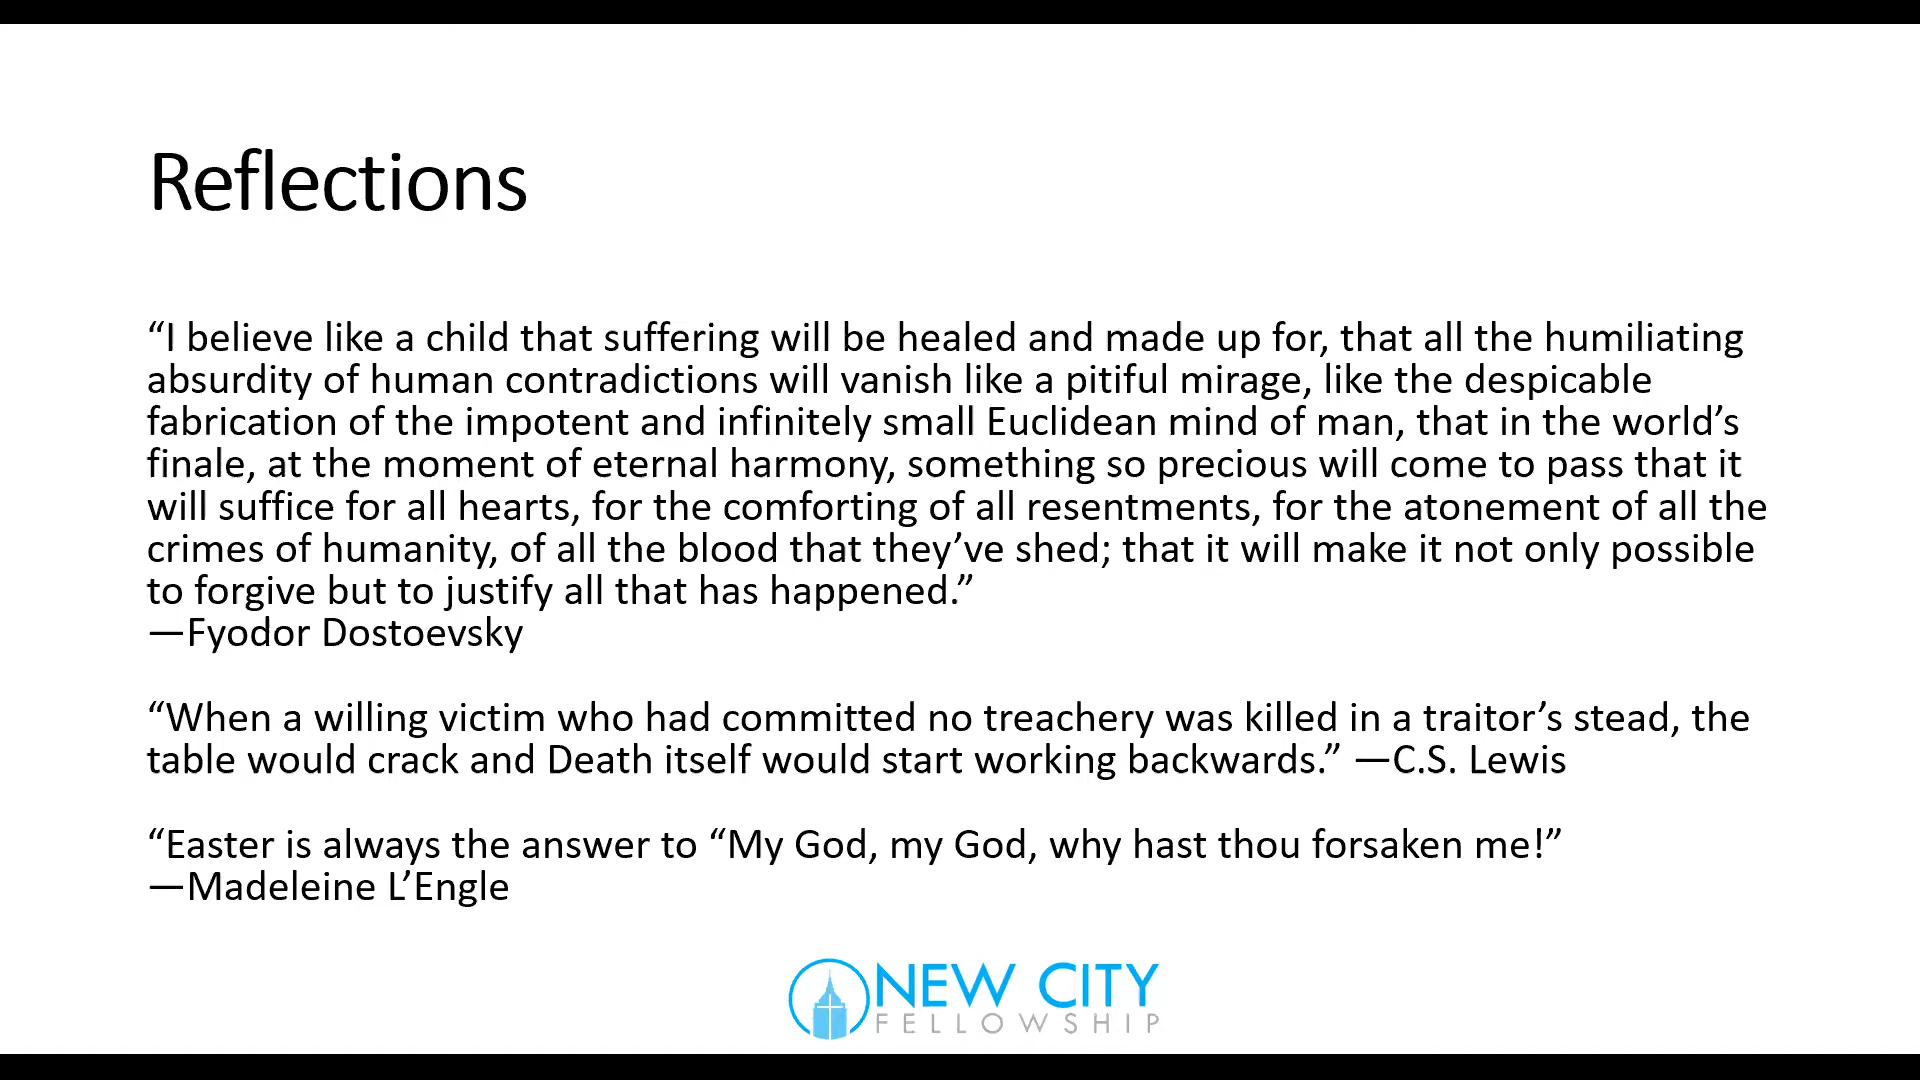 Reflections
“I believe like a child that suffering will be healed and made up for, that all the humiliating
absurdity of human contradictions will vanish like a pitiful mirage, like the despicable
fabrication of the impotent and infinitely small Euclidean mind of man, that in the world’s
finale, at the moment of eternal harmony, something so precious will come to pass that it
will suffice for all hearts, for the comforting of all resentments, for the atonement of all the
crimes of humanity, of all the blood that they’ve shed; that it will make it not only possible
to forgive but to justify all that has happened.”
—Fyodor Dostoevsky
“When a willing victim who had committed no treachery was killed in a traitor’s stead, the
table would crack and Death itself would start working backwards.” —C.S. Lewis
“Easter is always the answer to “My God, my God, why hast thou forsaken me!”
—Madeleine L’Engle
NEW CITY
FELLOWSHIP